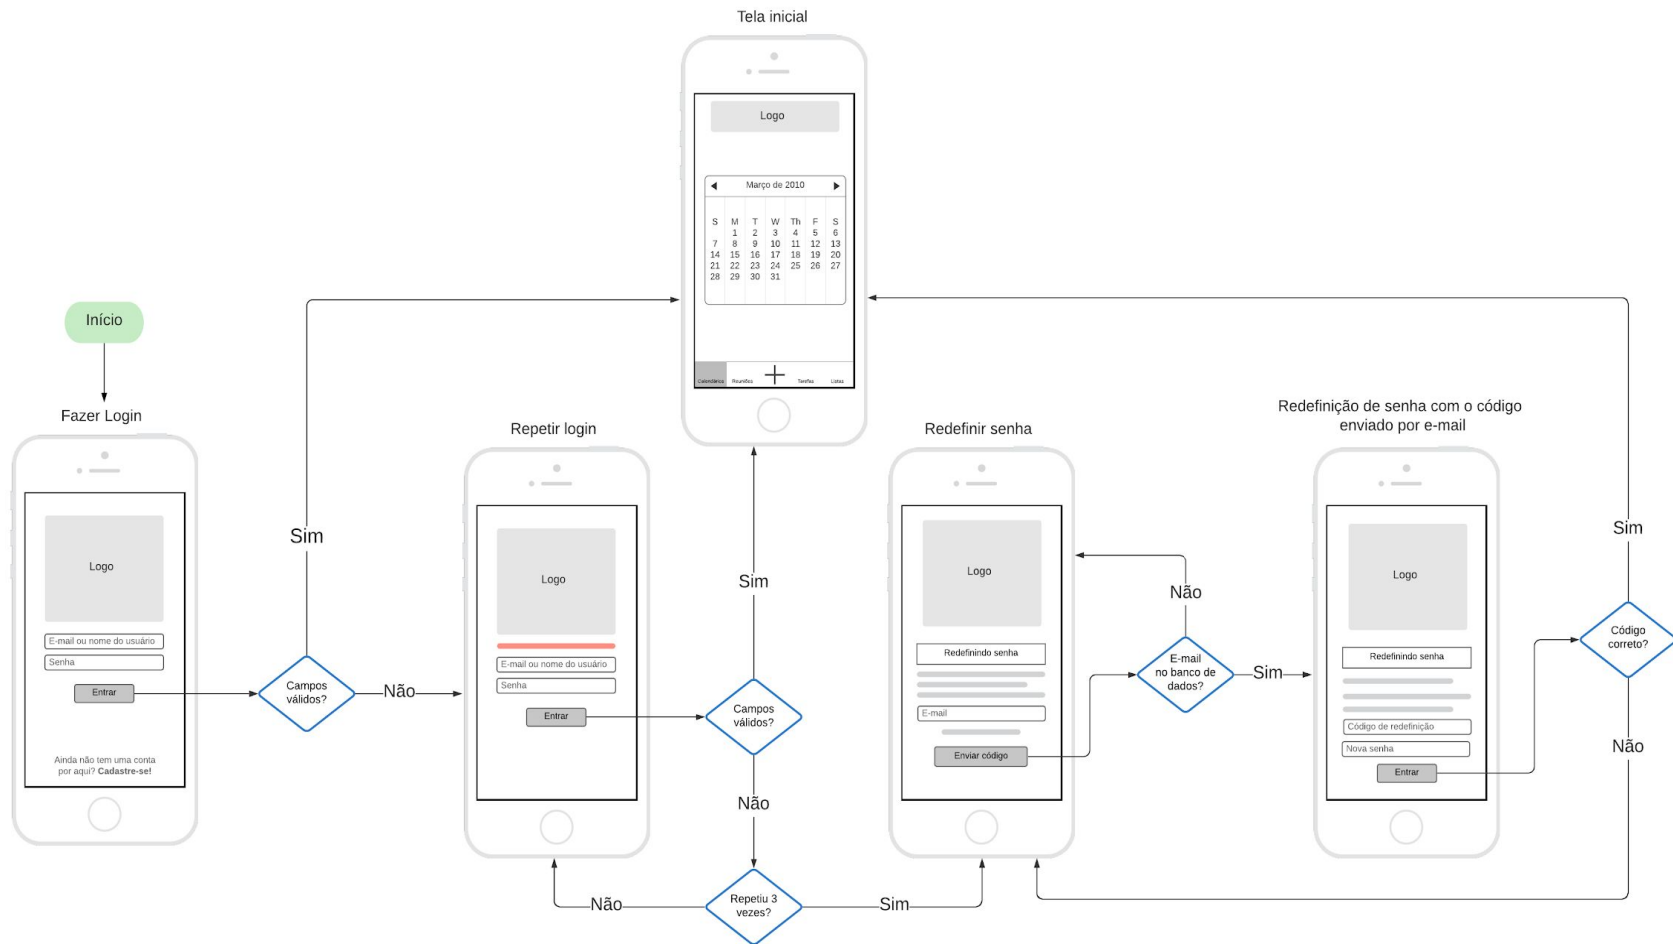 Tela inicial
Logo
Março de 2010
S M T W Th F S
1 2 3 4 5 6
7 8 9 10 11 12 13
14 15 16 17 18 19 20
21 22 23 24 25 26 27
28 29 30 31
Calendários Reuniões Tarefas Listas
Início
Fazer Login
Logo
E-mail ou nome do usuário
Senha
Entrar
Ainda não tem uma conta
por aqui? Cadastre-se!
Campos
válidos?
Sim
Não
Repetir login
Logo
E-mail ou nome do usuário
Senha
Entrar
Campos
válidos?
Sim
Não
Repetiu 3
vezes?
Não
Sim
Redefinir senha
Logo
Redefinindo senha
E-mail
Enviar código
E-mail
no banco de
dados?
Não
Sim
Redefinição de senha com o código
enviado por e-mail
Logo
Redefinindo senha
Código de redefinição
Nova senha
Entrar
Código
correto?
Sim
Não